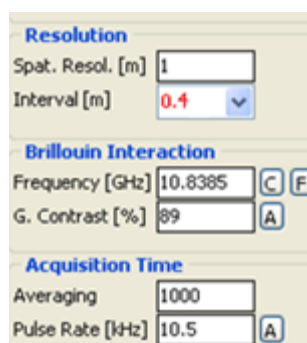 Resolution
Spat. Resol. [m] 1
Interval [m] 0.4
Brillouin Interaction
Frequency [GHz] 10.8385 C F
G. Contrast [%] 89 A
Acquisition Time
Averaging 1000
Pulse Rate [kHz] 10.5 A